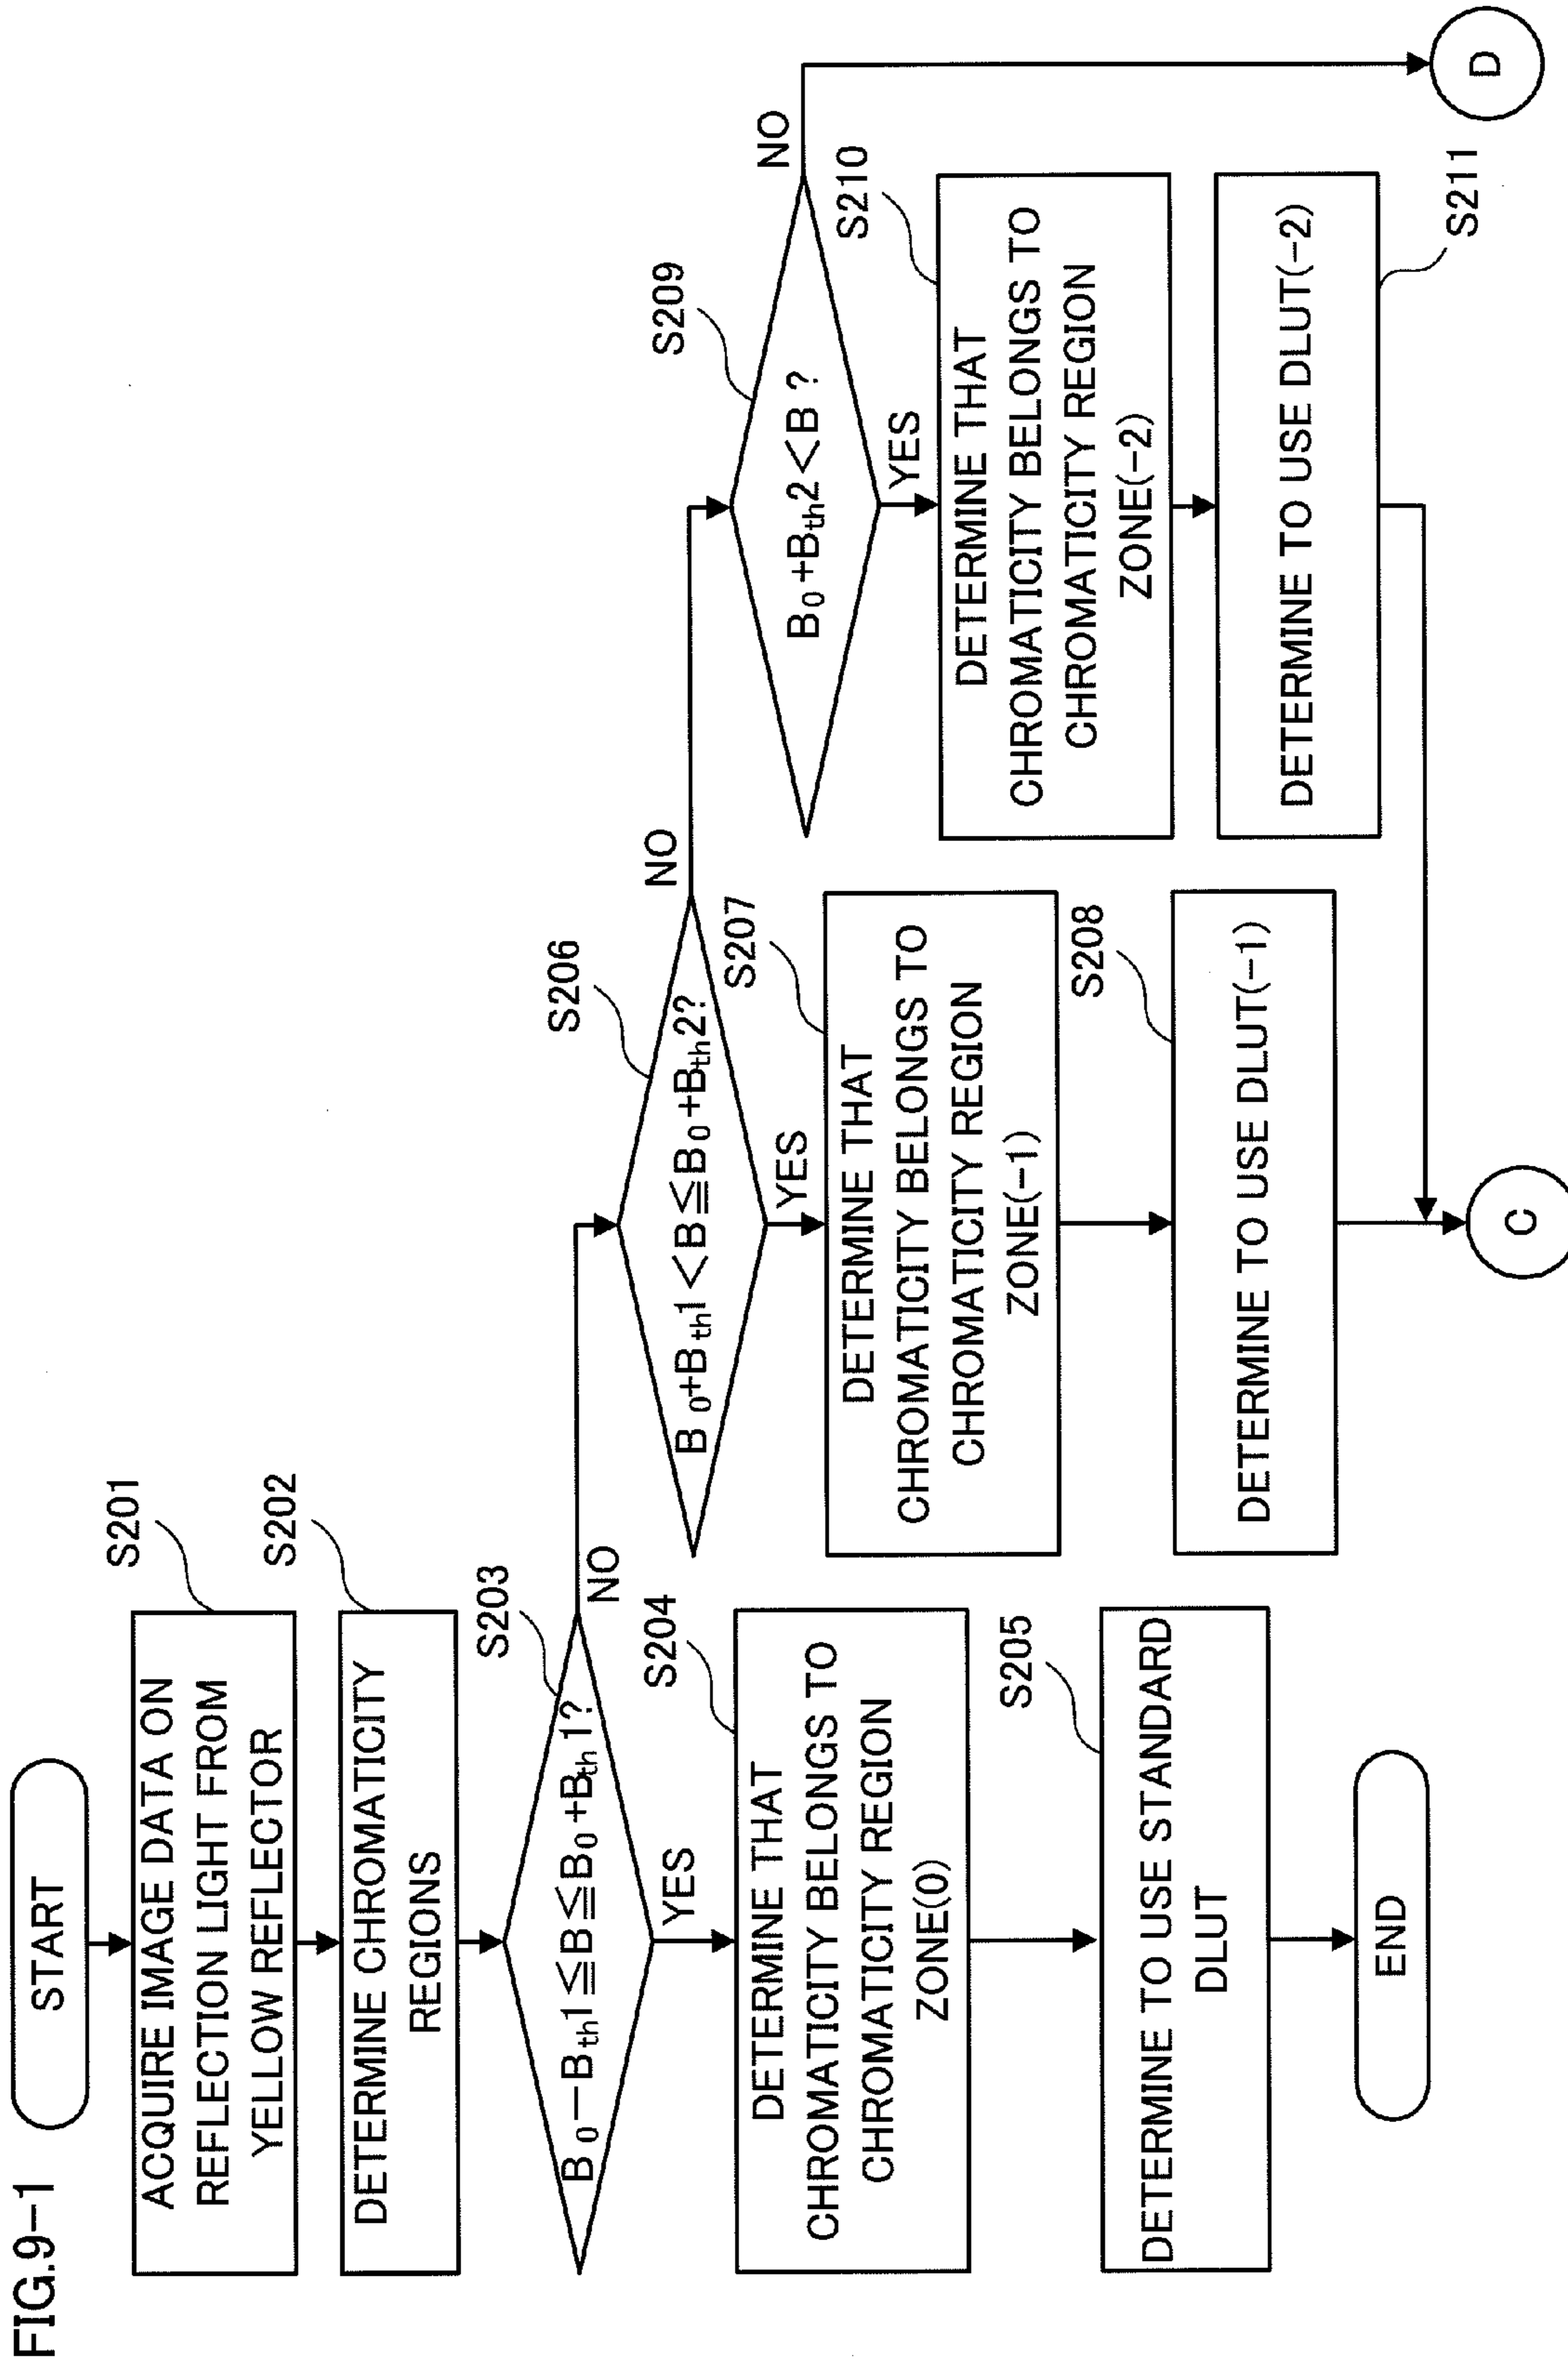 FIG.9-1
START
ACQUIRE IMAGE DATA ON
REFLECTION LIGHT FROM
YELLOW REFLECTOR
S201
DETERMINE CHROMATICITY
REGIONS
S202
B0−Bth1≦B≦B0+Bth1?
S203
YES
NO
DETERMINE THAT
CHROMATICITY BELONGS TO
CHROMATICITY REGION
ZONE(0)
S204
DETERMINE TO USE STANDARD
DLUT
S205
END
B0+Bth1<B≦B0+Bth2?
S206
YES
NO
DETERMINE THAT
CHROMATICITY BELONGS TO
CHROMATICITY REGION
ZONE(-1)
S207
DETERMINE TO USE DLUT(-1)
S208
C
B0+Bth2<B ?
S209
YES
NO
DETERMINE THAT
CHROMATICITY BELONGS TO
CHROMATICITY REGION
ZONE(-2)
S210
DETERMINE TO USE DLUT(-2)
S211
D